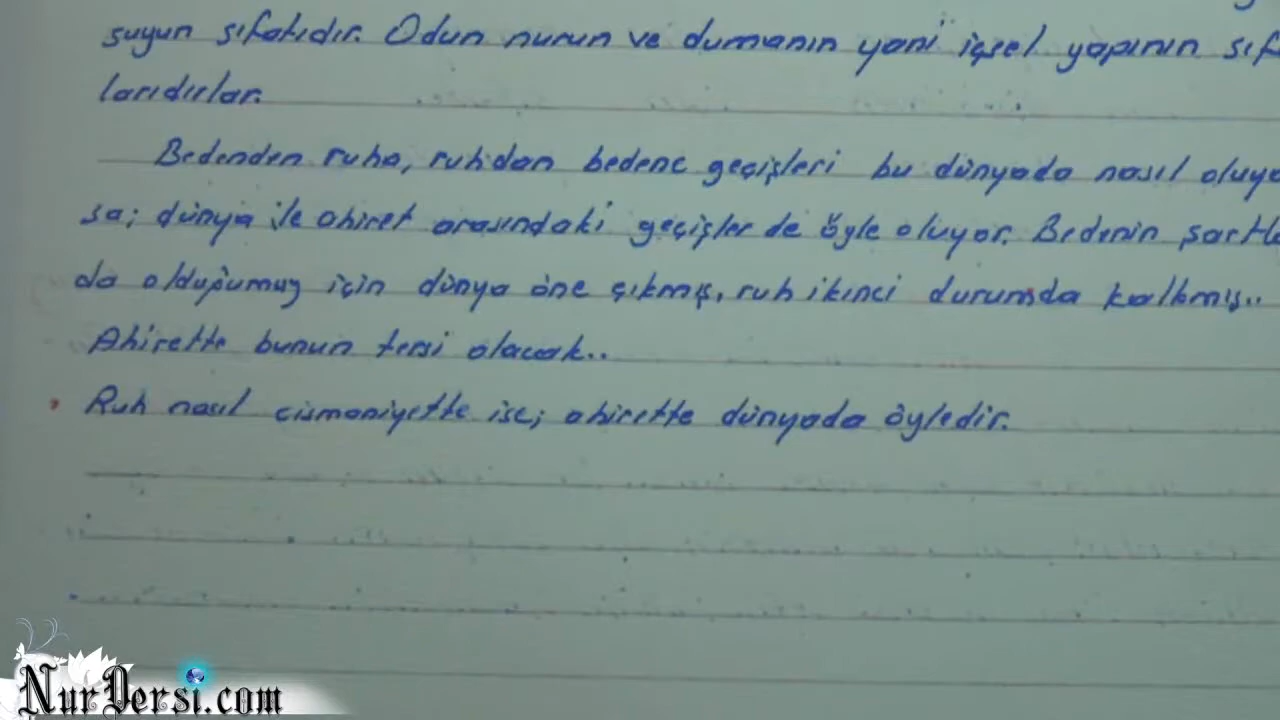 suyun sıfatıdır. Odun nurun ve dumanın yani içsel yapının sıf
larıdırlar.
Bedenden ruha, ruhdan bedene geçişleri bu dünyada nasıl oluyo
sa; dünya ile ahiret arasındaki geçişler de öyle oluyor. Bedenin şartla
da olduğumuz için dünya öne çıkmış, ruh ikinci durumda kalkmış..
Ahirette bunun tersi olacak..
Ruh nasıl cismaniyette ise; ahirette dünyada öyledir.
NurDersi.com